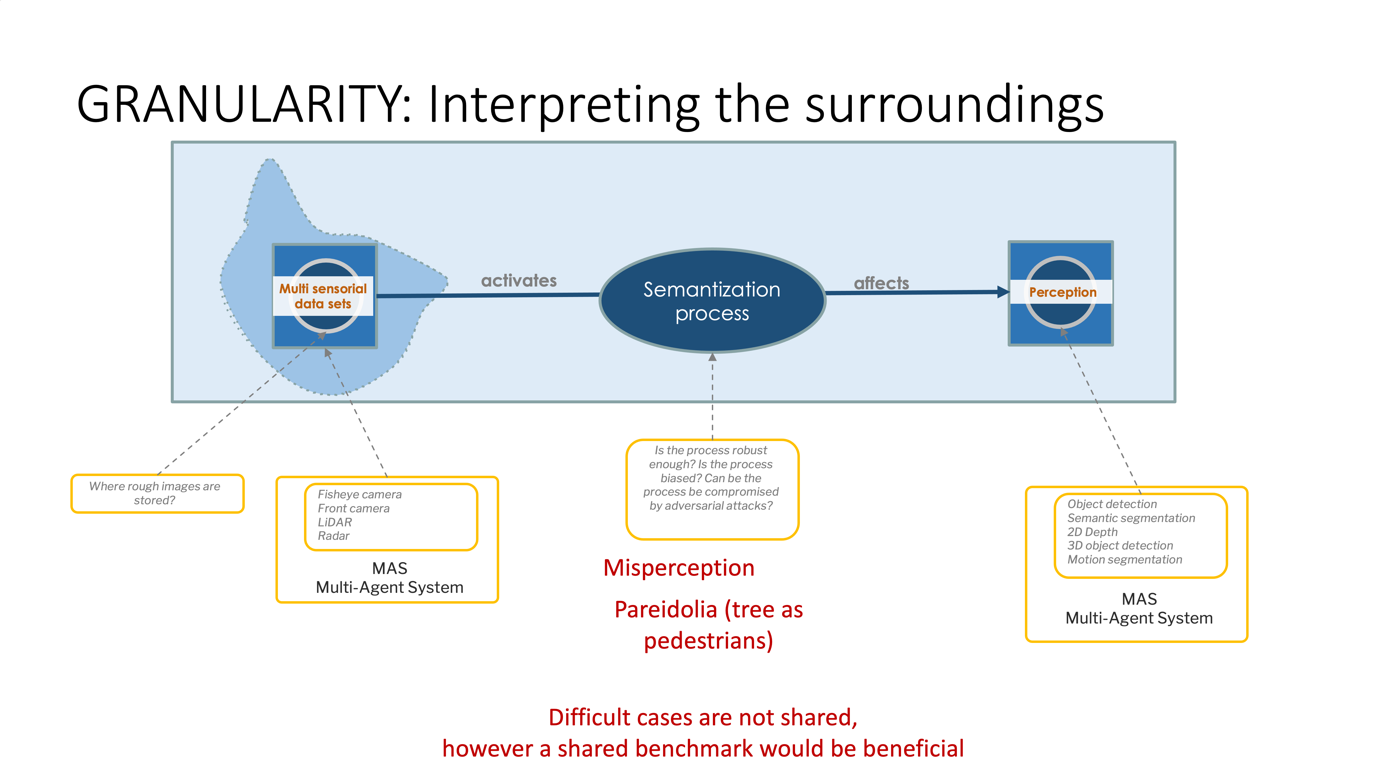 GRANULARITY: Interpreting the surroundings
Multi sensorial
data sets
activates
Semantization
process
affects
Perception
Where rough images are
stored?
Fisheye camera
Front camera
LiDAR
Radar
MAS
Multi-Agent System
Is the process robust
enough? Is the process
biased? Can be the
process be compromised
by adversarial attacks?
Misperception
Pareidolia (tree as
pedestrians)
Object detection
Semantic segmentation
2D Depth
3D object detection
Motion segmentation
MAS
Multi-Agent System
Difficult cases are not shared,
however a shared benchmark would be beneficial